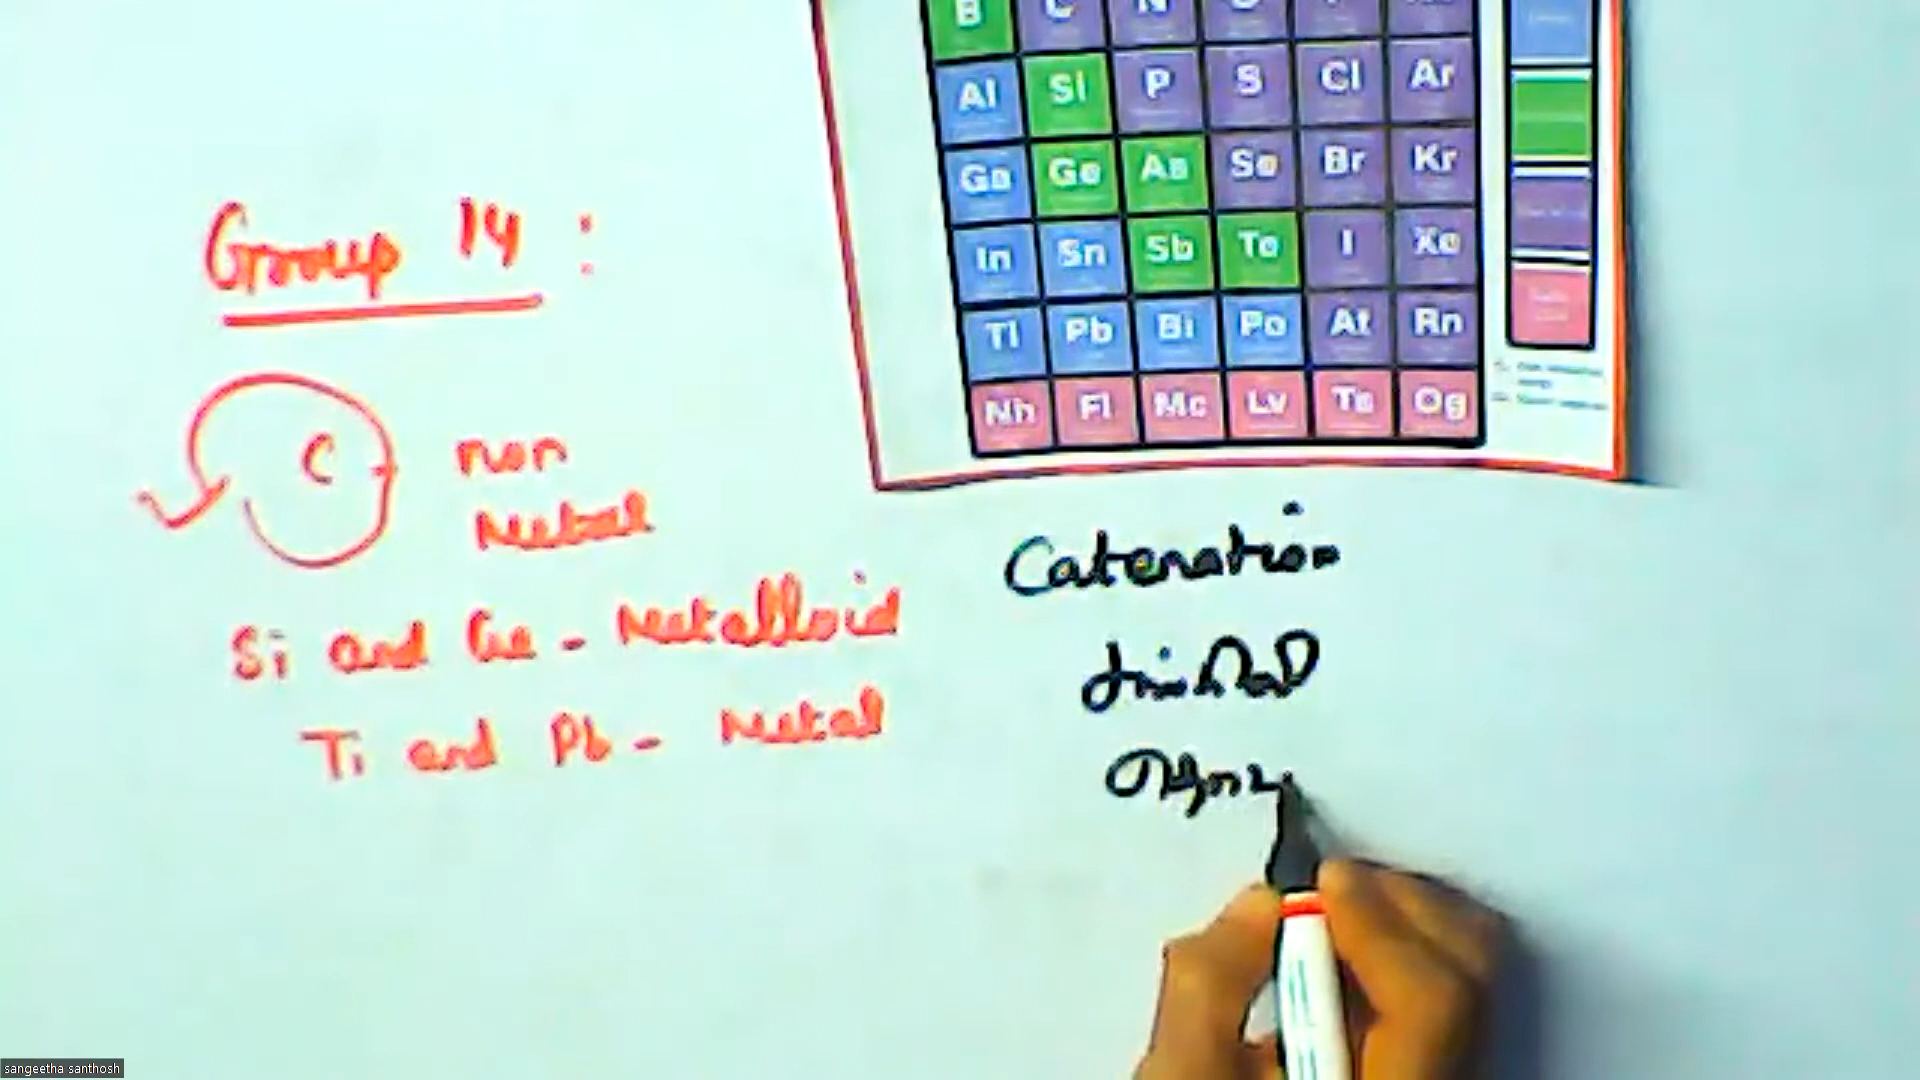 B C N
Al Si P S Cl Ar
Ga Ge As Se Br Kr
In Sn Sb Te I Xe
Tl Pb Bi Po At Rn
Nh Fl Mc Lv Ts Og
Group 14 :
C non
Metal
Si and Ge - Metalloid
Ti and Pb - Metal
Catenation
sangeetha santhosh